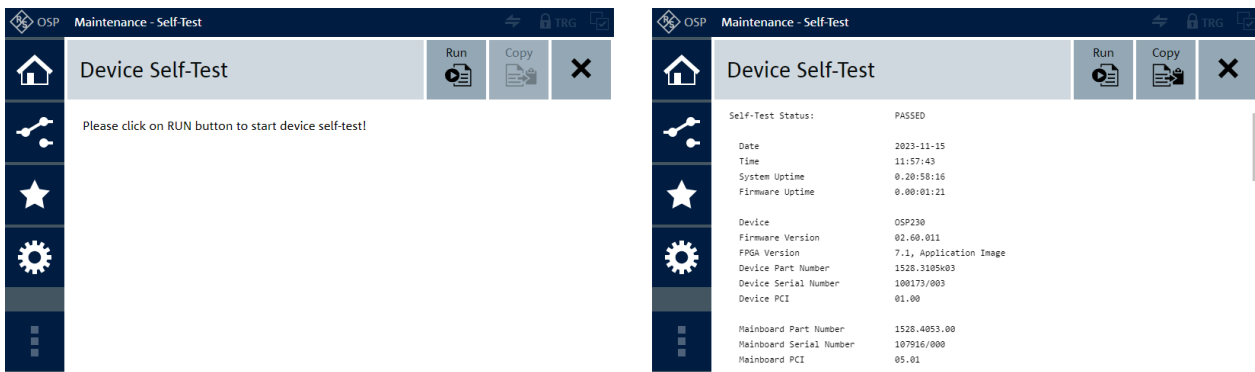 R&S OSP Maintenance - Self-Test TRG
Device Self-Test Run Copy
Please click on RUN button to start device self-test!
R&S OSP Maintenance - Self-Test TRG
Device Self-Test Run Copy
Self-Test Status: PASSED
Date 2023-11-15
Time 11:57:43
System Uptime 0.20:58:16
Firmware Uptime 0.00:01:21
Device OSP230
Firmware Version 02.60.011
FPGA Version 7.1, Application Image
Device Part Number 1528.3105k03
Device Serial Number 100173/003
Device PCI 01.00
Mainboard Part Number 1528.4053.00
Mainboard Serial Number 107916/000
Mainboard PCI 05.01